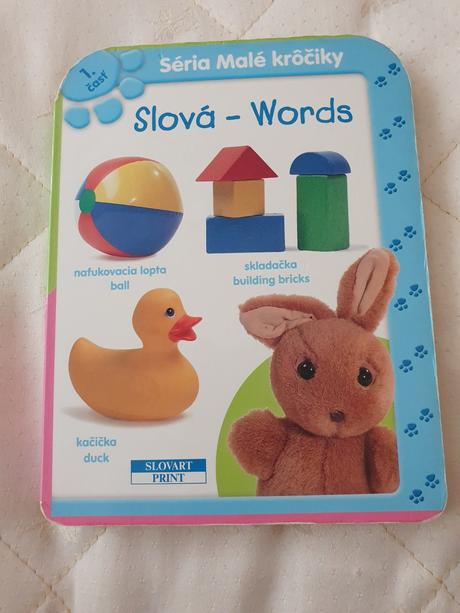 1.
časť
Séria Malé krôčiky
Slová - Words
nafukovacia lopta
ball
skladačka
building bricks
kačička
duck
SLOVART
PRINT